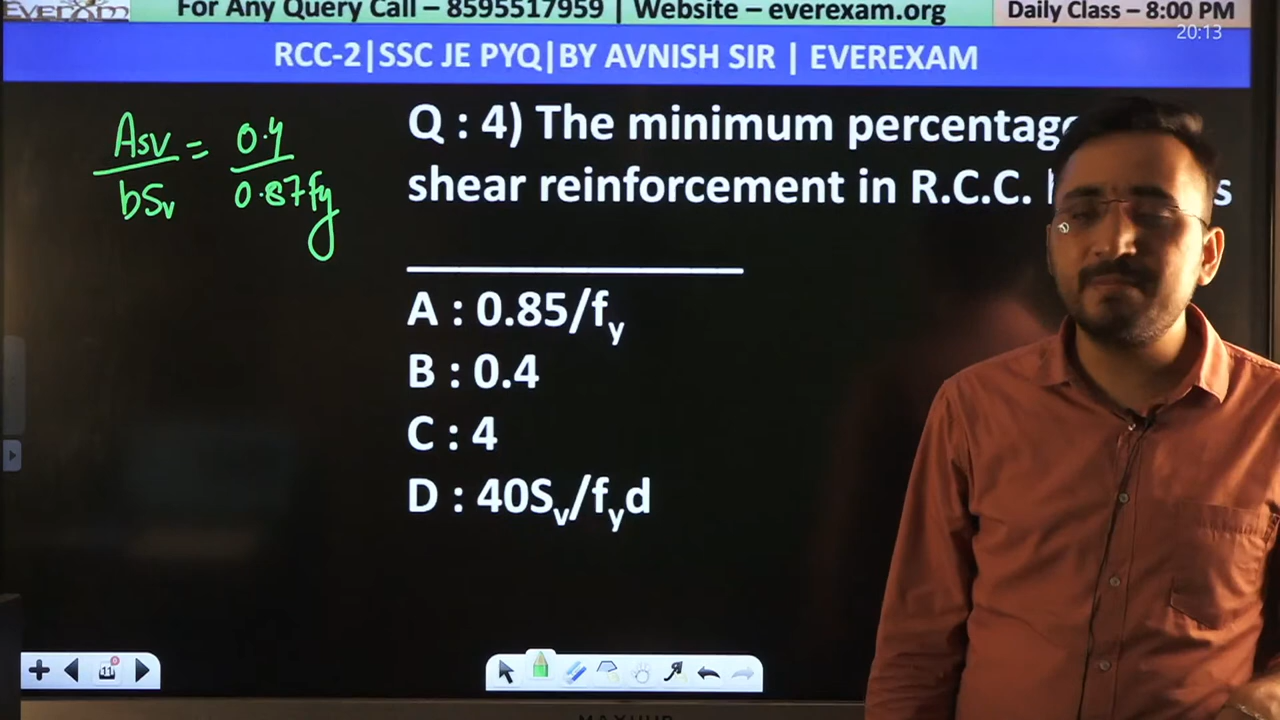 For Any Query Call – 8595517959 | Website – everexam.org
Daily Class – 8:00 PM
20:13
RCC-2|SSC JE PYQ|BY AVNISH SIR | EVEREXAM
Asv/bSv = 0.4/0.87fy
Q : 4) The minimum percentage
shear reinforcement in R.C.C.
A : 0.85/fy
B : 0.4
C : 4
D : 40Sv/fyd
11